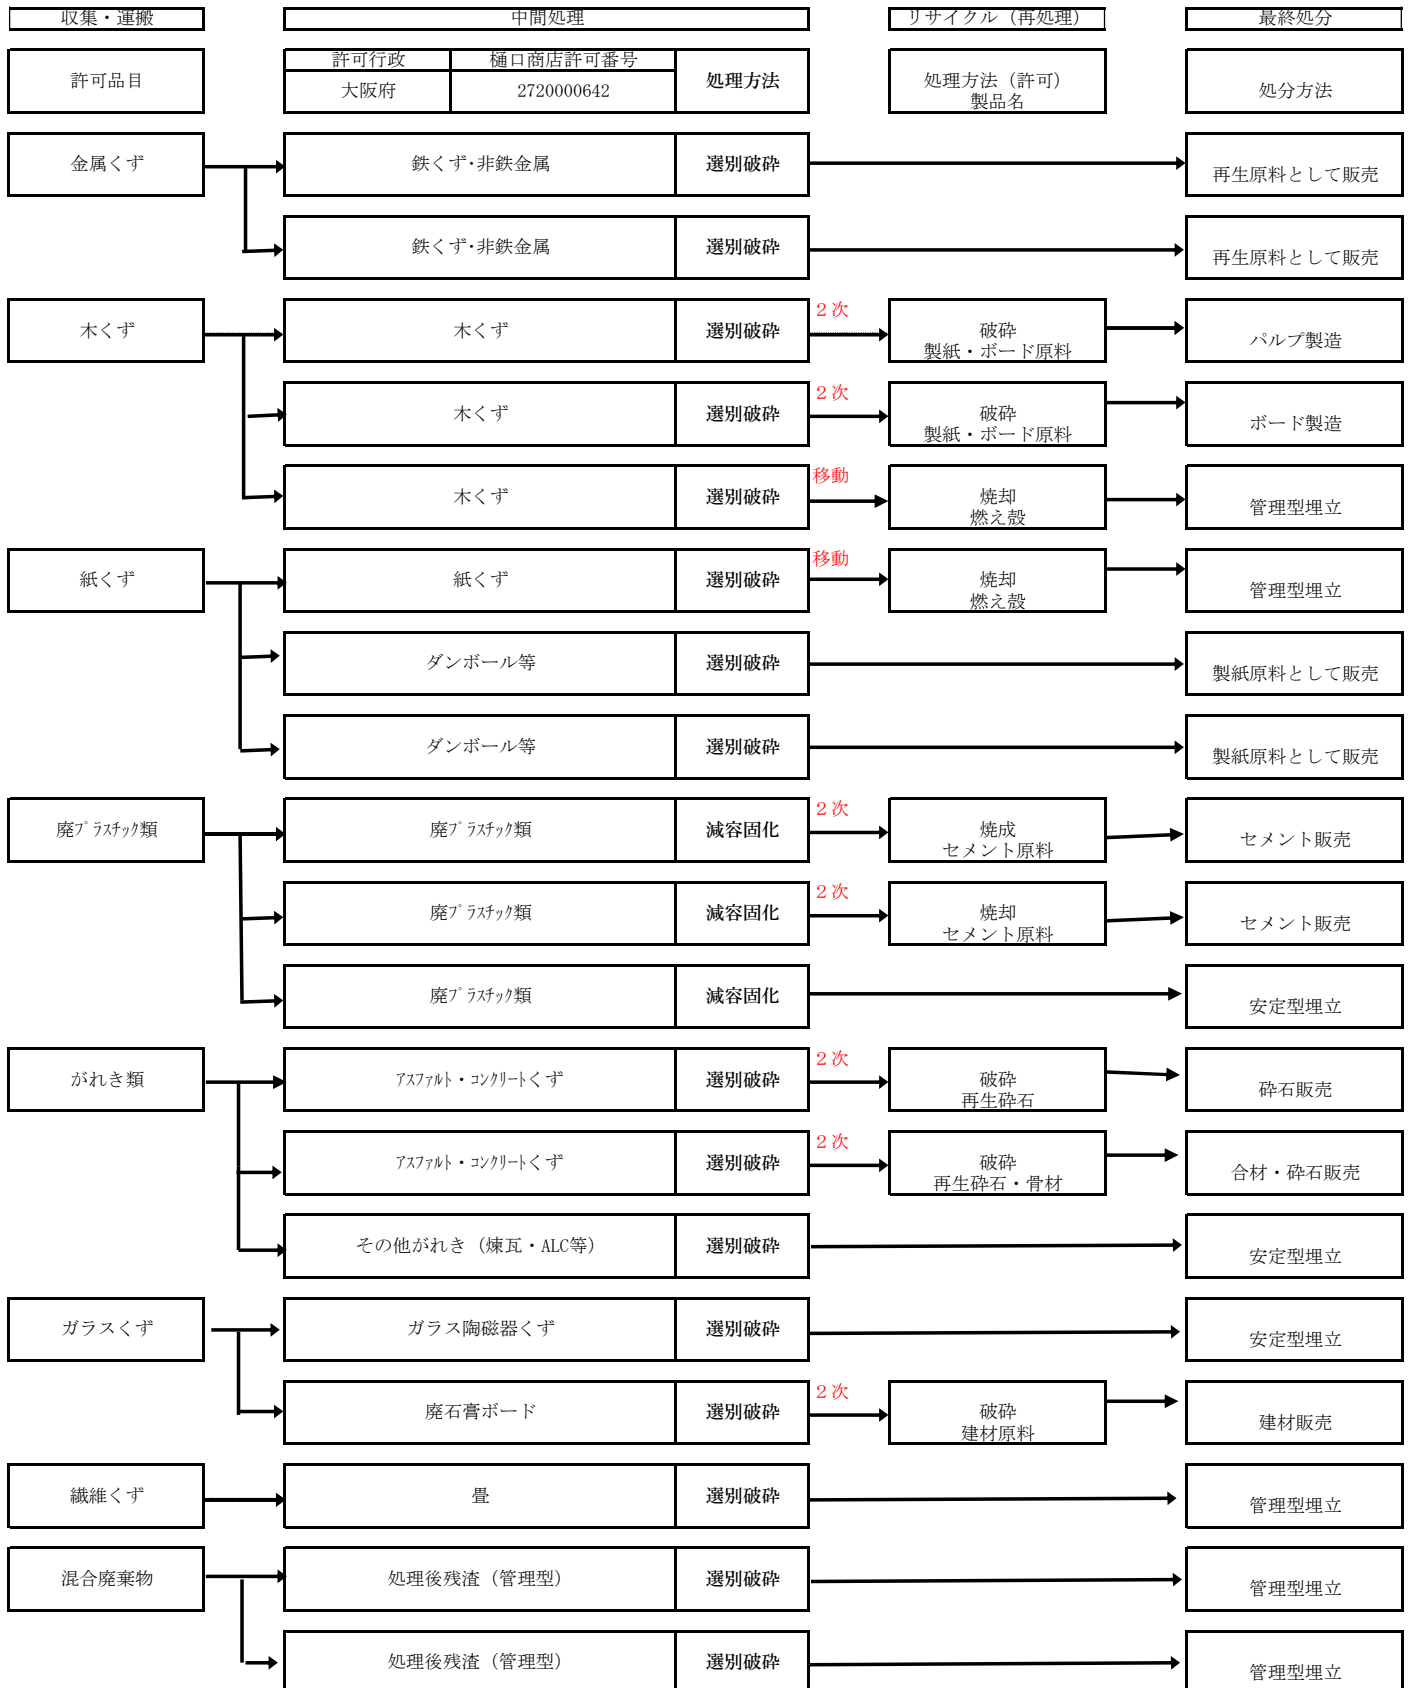 収集・運搬
中間処理
リサイクル（再処理）
最終処分
許可品目
許可行政
樋口商店許可番号
大阪府
2720000642
処理方法
処理方法（許可）
製品名
処分方法
金属くず
鉄くず･非鉄金属
選別破砕
再生原料として販売
鉄くず･非鉄金属
選別破砕
再生原料として販売
木くず
木くず
選別破砕
２次
破砕
製紙・ボード原料
パルプ製造
木くず
選別破砕
２次
破砕
製紙・ボード原料
ボード製造
木くず
選別破砕
移動
焼却
燃え殻
管理型埋立
紙くず
紙くず
選別破砕
移動
焼却
燃え殻
管理型埋立
ダンボール等
選別破砕
製紙原料として販売
ダンボール等
選別破砕
製紙原料として販売
廃ﾌﾟﾗｽﾁｯｸ類
廃ﾌﾟﾗｽﾁｯｸ類
減容固化
２次
焼成
セメント原料
セメント販売
廃ﾌﾟﾗｽﾁｯｸ類
減容固化
２次
焼却
セメント原料
セメント販売
廃ﾌﾟﾗｽﾁｯｸ類
減容固化
安定型埋立
がれき類
ｱｽﾌｧﾙﾄ・ｺﾝｸﾘｰﾄくず
選別破砕
２次
破砕
再生砕石
砕石販売
ｱｽﾌｧﾙﾄ・ｺﾝｸﾘｰﾄくず
選別破砕
２次
破砕
再生砕石・骨材
合材・砕石販売
その他がれき（煉瓦・ALC等）
選別破砕
安定型埋立
ガラスくず
ガラス陶磁器くず
選別破砕
安定型埋立
廃石膏ボード
選別破砕
２次
破砕
建材原料
建材販売
繊維くず
畳
選別破砕
管理型埋立
混合廃棄物
処理後残渣（管理型）
選別破砕
管理型埋立
処理後残渣（管理型）
選別破砕
管理型埋立